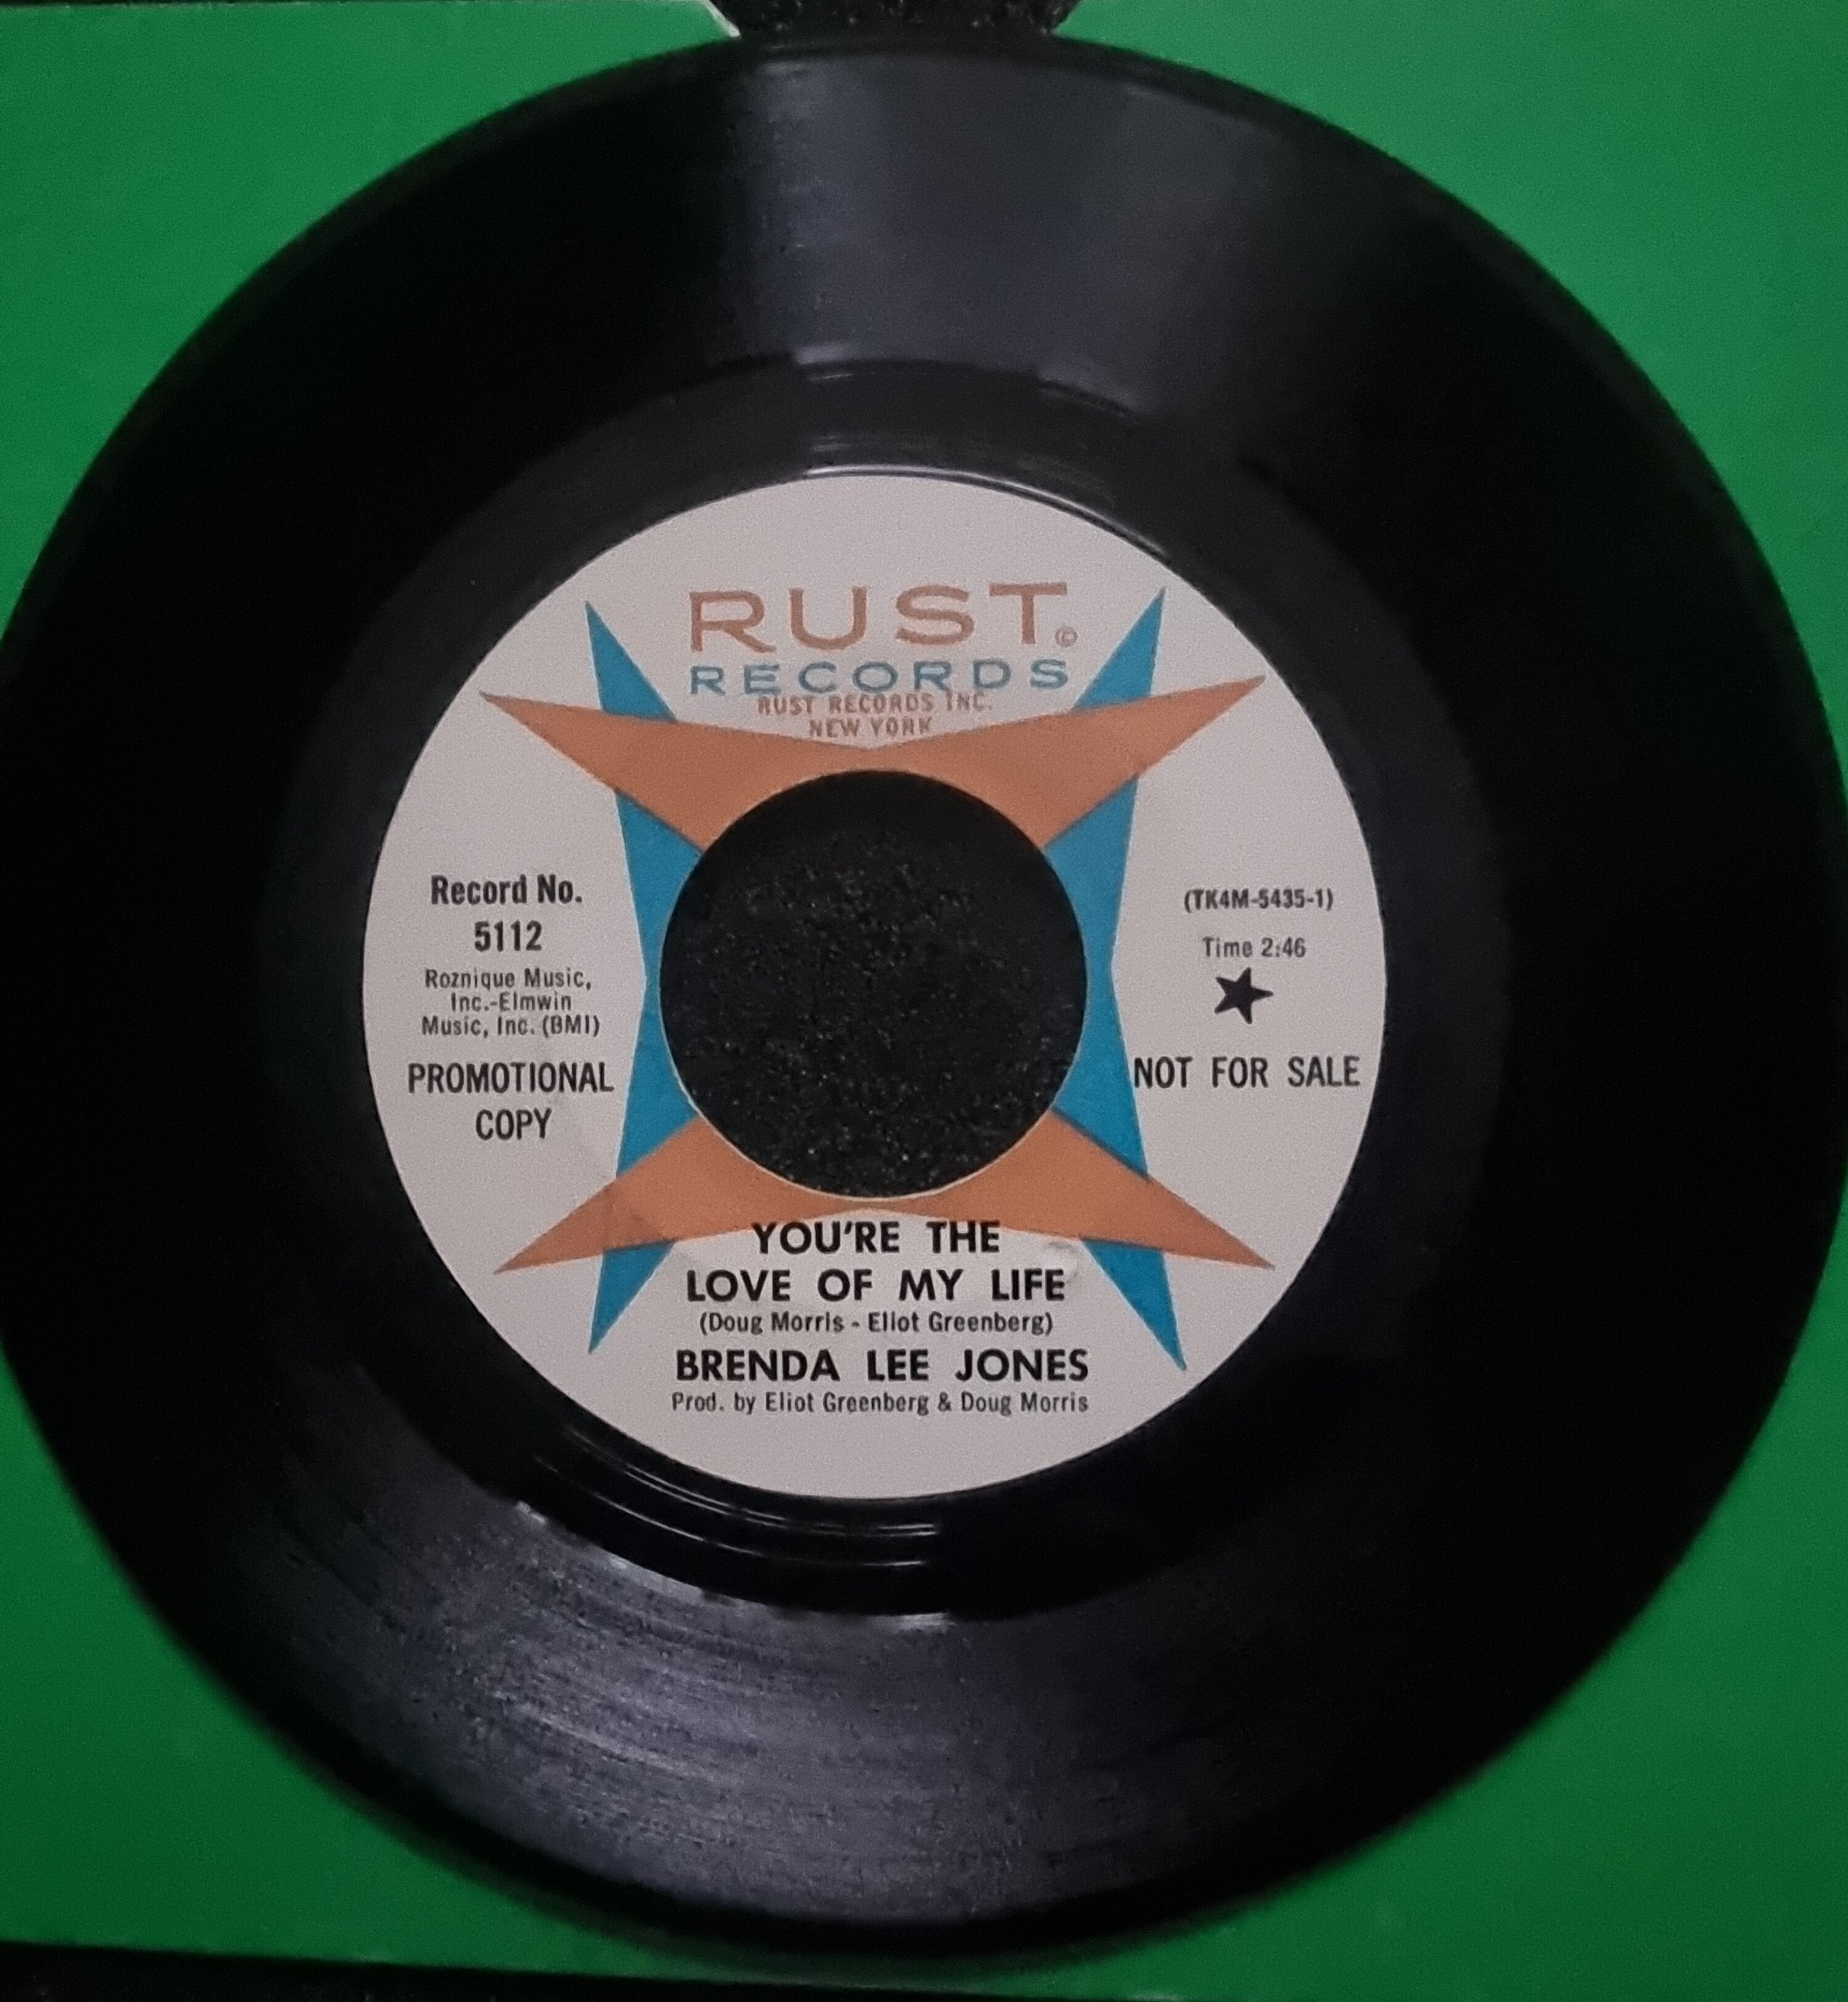 RUST©
RECORDS
RUST RECORDS INC.
NEW YORK
Record No.
5112
Roznique Music,
Inc.-Elmwin
Music, Inc. (BMI)
PROMOTIONAL
COPY
(TK4M-5435-1)
Time 2:46
NOT FOR SALE
YOU'RE THE
LOVE OF MY LIFE
(Doug Morris - Eliot Greenberg)
BRENDA LEE JONES
Prod. by Eliot Greenberg & Doug Morris